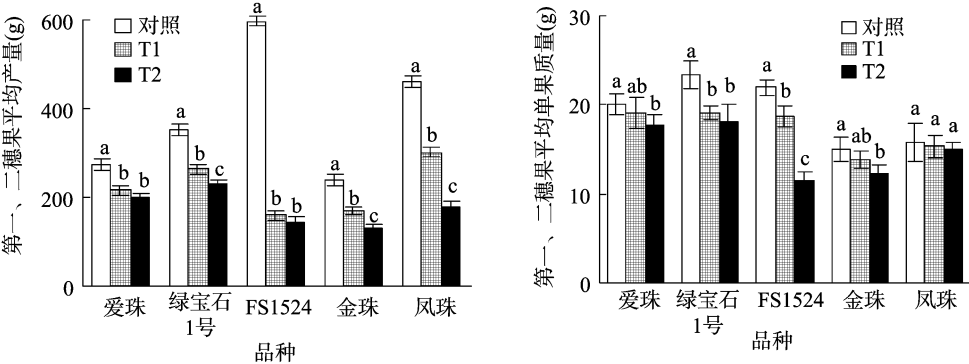 第一、二穗果平均产量(g)
600
400
200
0
对照
T1
T2
a
b
b
a
b
c
a
b
b
a
b
c
a
b
c
爱珠
绿宝石
1号
FS1524
金珠
凤珠
品种
第一、二穗果平均单果质量(g)
30
20
10
0
对照
T1
T2
a
ab
b
a
b
b
a
b
c
a
ab
b
a
a
a
爱珠
绿宝石
1号
FS1524
金珠
凤珠
品种